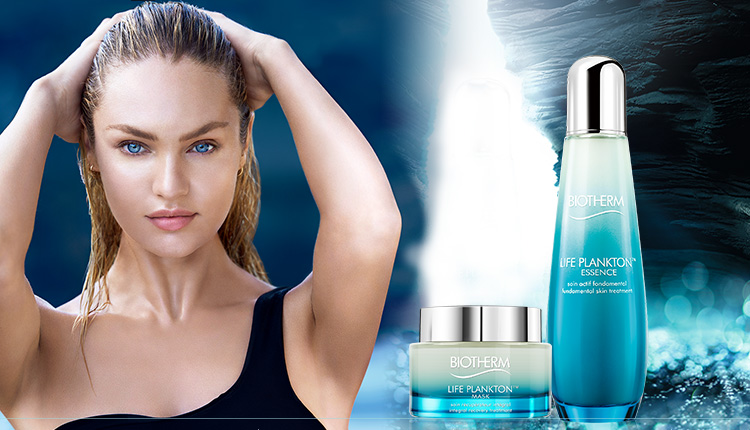 BIOTHERM
LIFE PLANKTON™
ESSENCE
soin actif fondamental
fundamental skin treatment
BIOTHERM
LIFE PLANKTON™
MASK